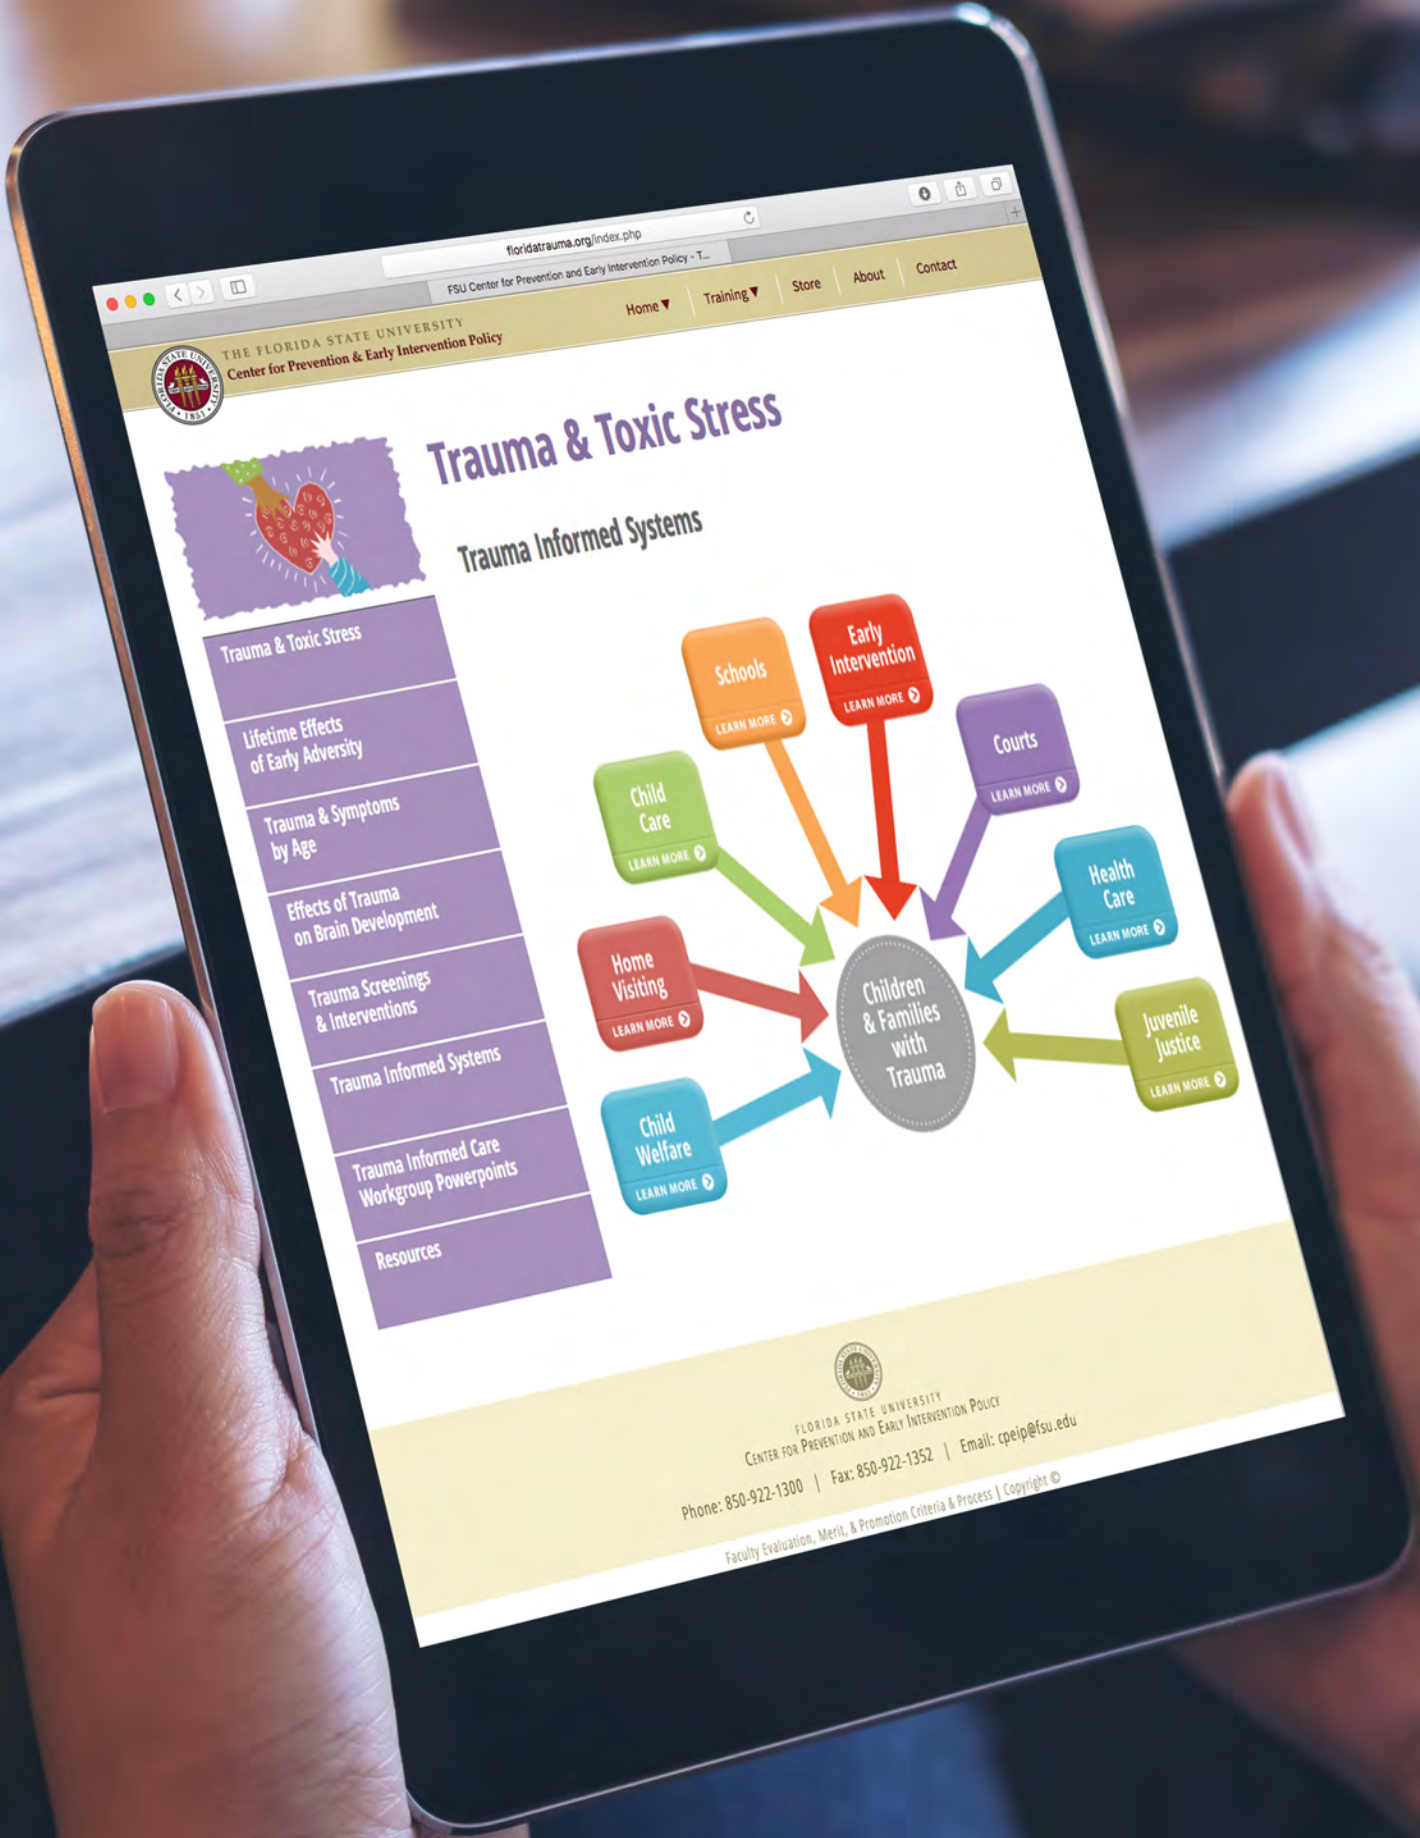 floridatrauma.org/index.php
FSU Center for Prevention and Early Intervention Policy - T...
THE FLORIDA STATE UNIVERSITY
Center for Prevention & Early Intervention Policy
Home▼
Training▼
Store
About
Contact
FLORIDA STATE UNIVERSITY
1851
Trauma & Toxic Stress
Trauma Informed Systems
Trauma & Toxic Stress
Lifetime Effects
of Early Adversity
Trauma & Symptoms
by Age
Effects of Trauma
on Brain Development
Trauma Screenings
& Interventions
Trauma Informed Systems
Trauma Informed Care
Workgroup Powerpoints
Resources
Schools
LEARN MORE
Early
Intervention
LEARN MORE
Courts
LEARN MORE
Child
Care
LEARN MORE
Health
Care
LEARN MORE
Home
Visiting
LEARN MORE
Juvenile
Justice
LEARN MORE
Child
Welfare
LEARN MORE
Children
& Families
with
Trauma
FLORIDA STATE UNIVERSITY
CENTER FOR PREVENTION AND EARLY INTERVENTION POLICY
Phone: 850-922-1300 | Fax: 850-922-1352 | Email: cpeip@fsu.edu
Faculty Evaluation, Merit, & Promotion Criteria & Process | Copyright ©